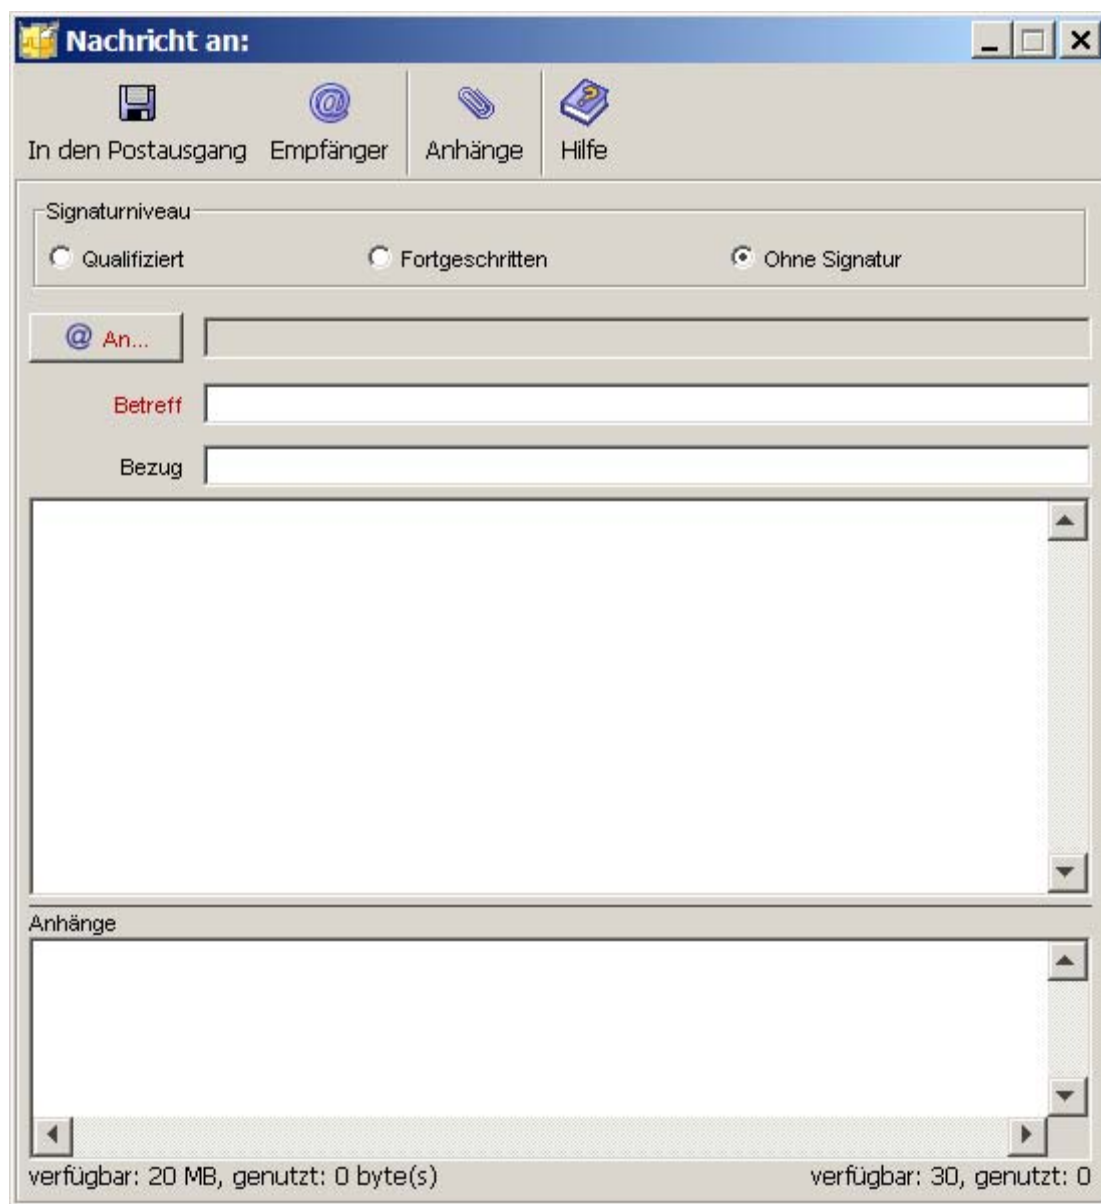 Nachricht an:
In den Postausgang Empfänger Anhänge Hilfe
Signaturniveau
Qualifiziert Fortgeschritten Ohne Signatur
@ An...
Betreff
Bezug
Anhänge
verfügbar: 20 MB, genutzt: 0 byte(s) verfügbar: 30, genutzt: 0